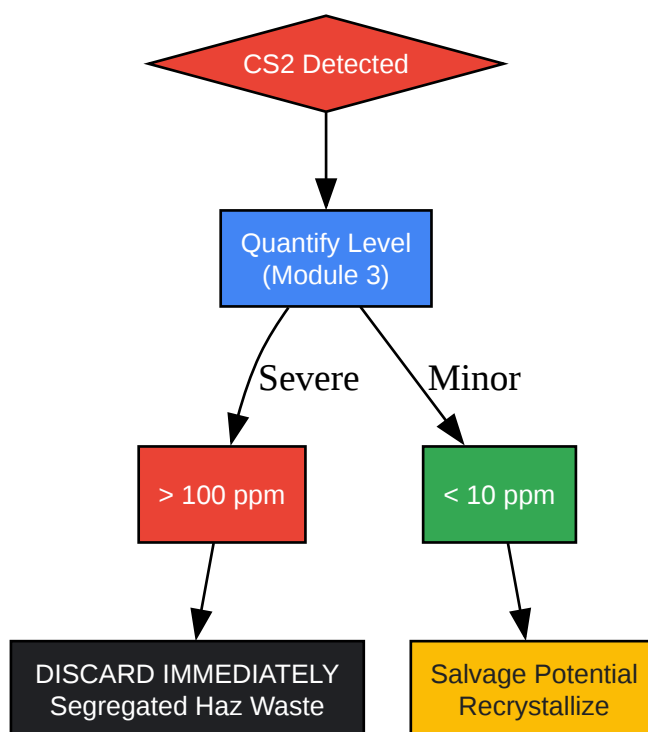 CS2 Detected
Quantify Level
(Module 3)
Severe
Minor
> 100 ppm
< 10 ppm
DISCARD IMMEDIATELY
Segregated Haz Waste
Salvage Potential
Recrystallize